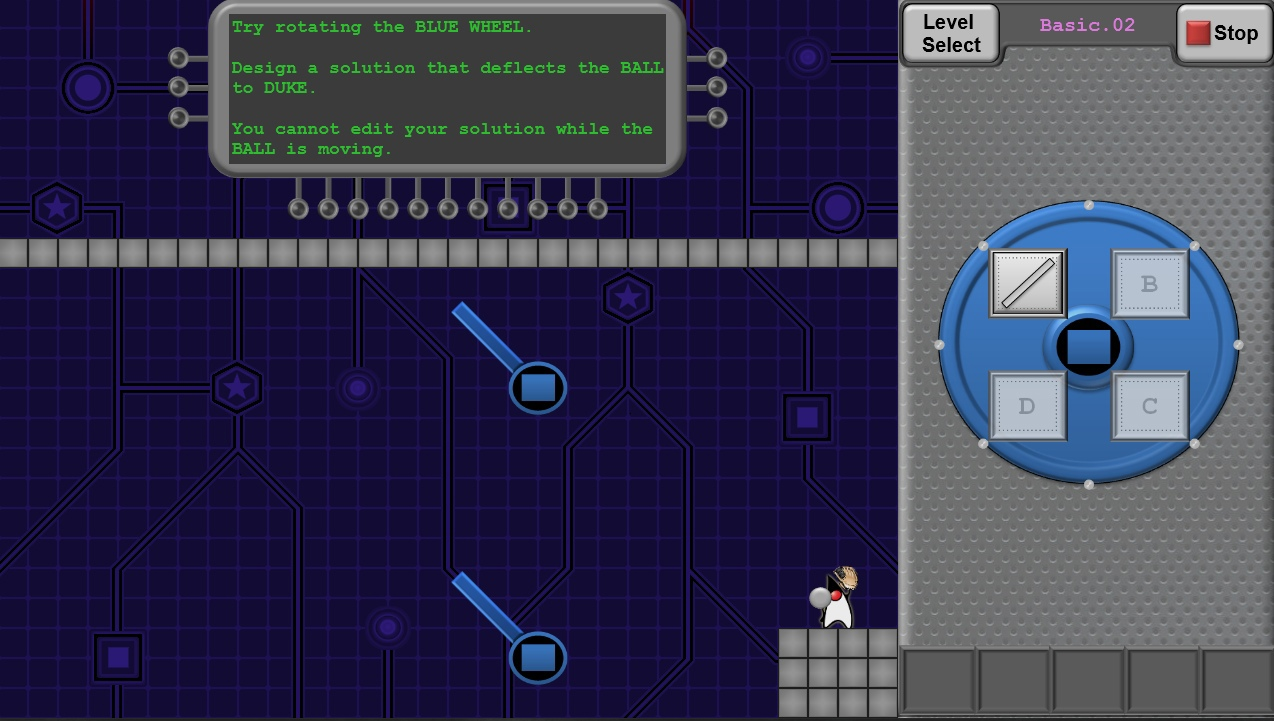 Try rotating the BLUE WHEEL.
Design a solution that deflects the BALL
to DUKE.
You cannot edit your solution while the
BALL is moving.
Level
Select
Basic.02
Stop
B
D
C